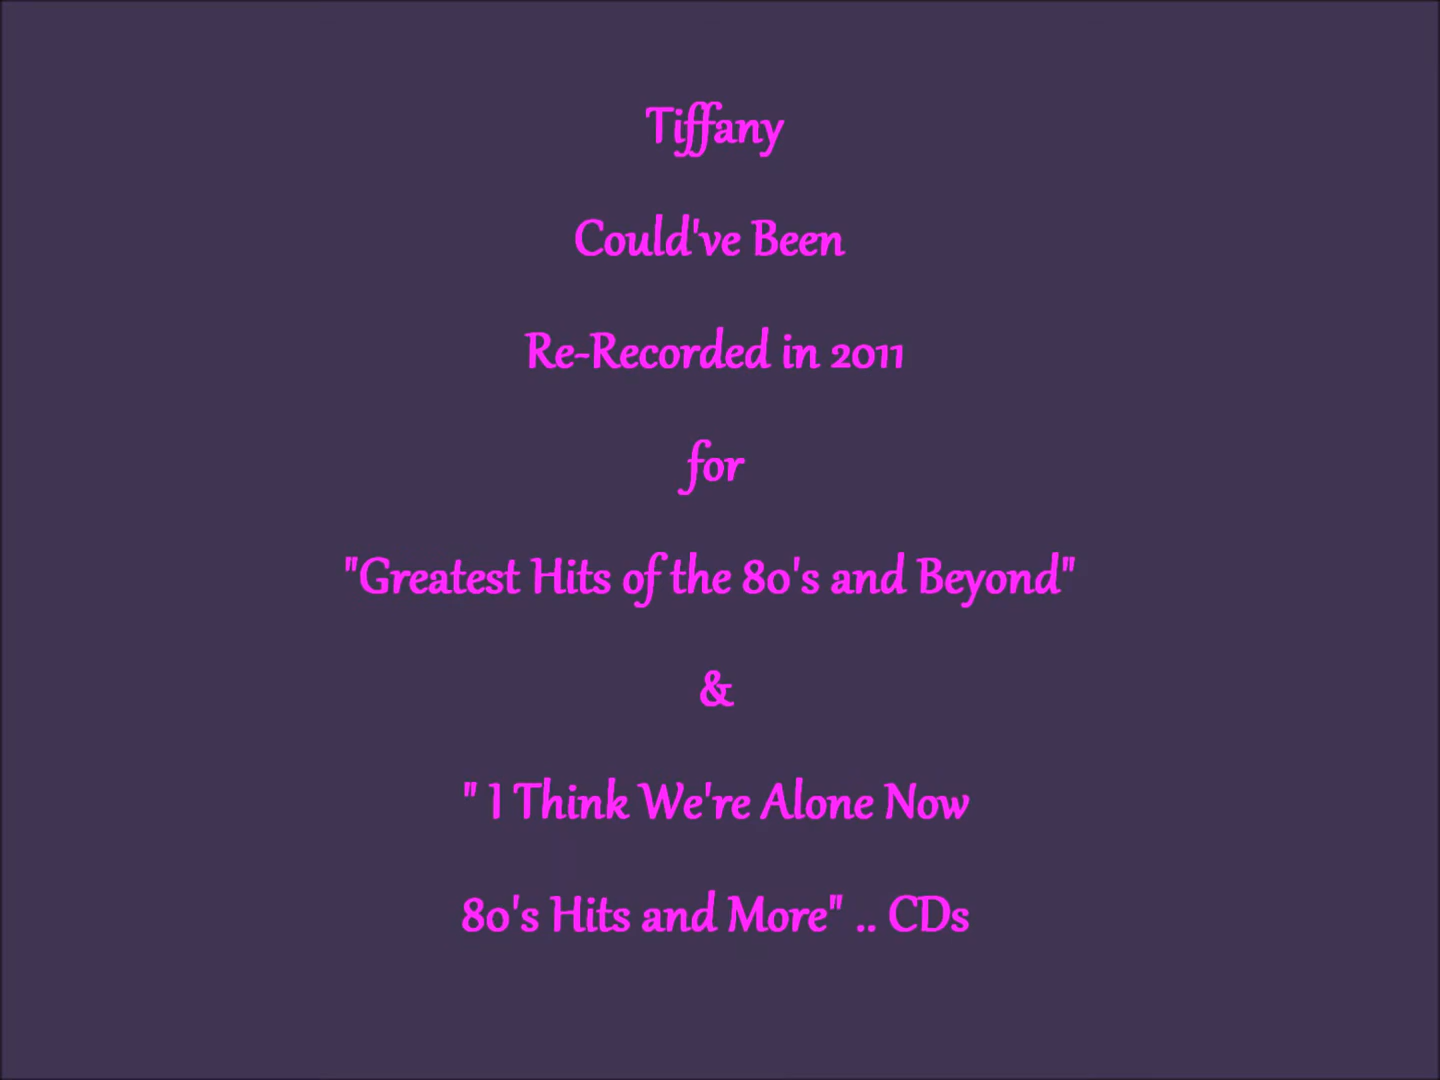 Tiffany
Could've Been
Re-Recorded in 2011
for
"Greatest Hits of the 80's and Beyond"
&
" I Think We're Alone Now
80's Hits and More" .. CDs